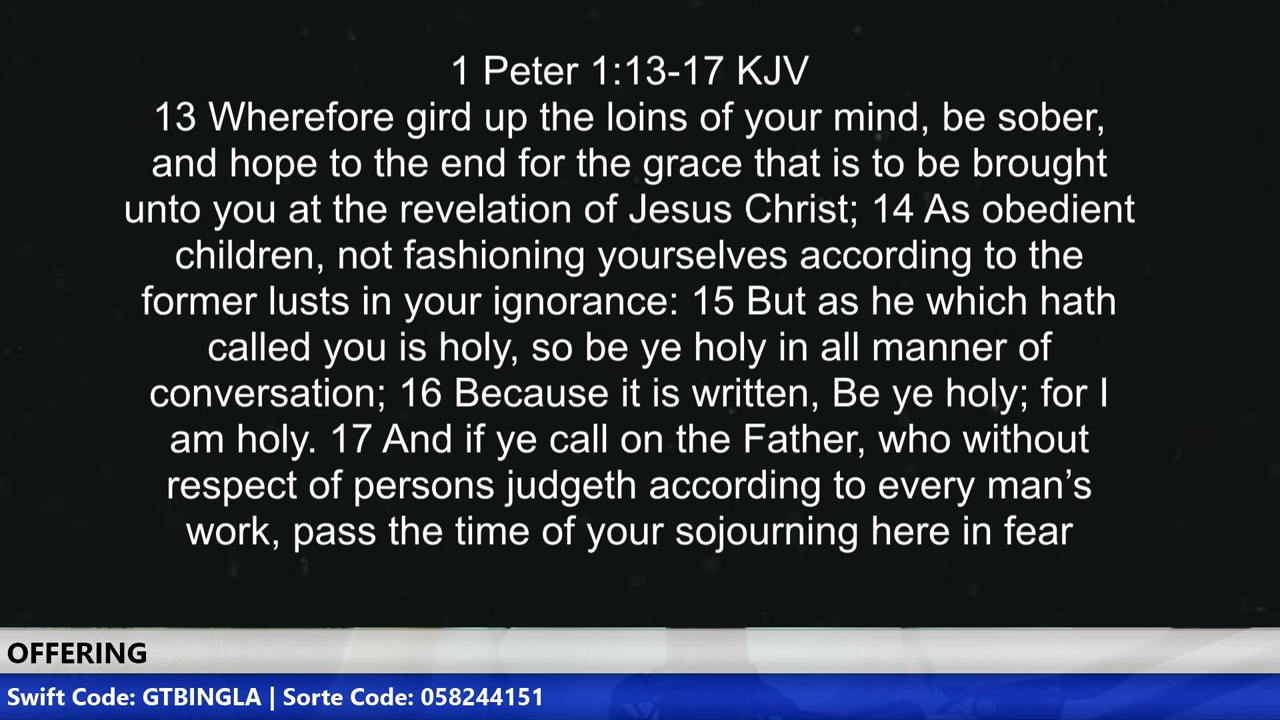 1 Peter 1:13-17 KJV
13 Wherefore gird up the loins of your mind, be sober,
and hope to the end for the grace that is to be brought
unto you at the revelation of Jesus Christ; 14 As obedient
children, not fashioning yourselves according to the
former lusts in your ignorance: 15 But as he which hath
called you is holy, so be ye holy in all manner of
conversation; 16 Because it is written, Be ye holy; for I
am holy. 17 And if ye call on the Father, who without
respect of persons judgeth according to every man’s
work, pass the time of your sojourning here in fear
OFFERING
Swift Code: GTBINGLA | Sorte Code: 058244151